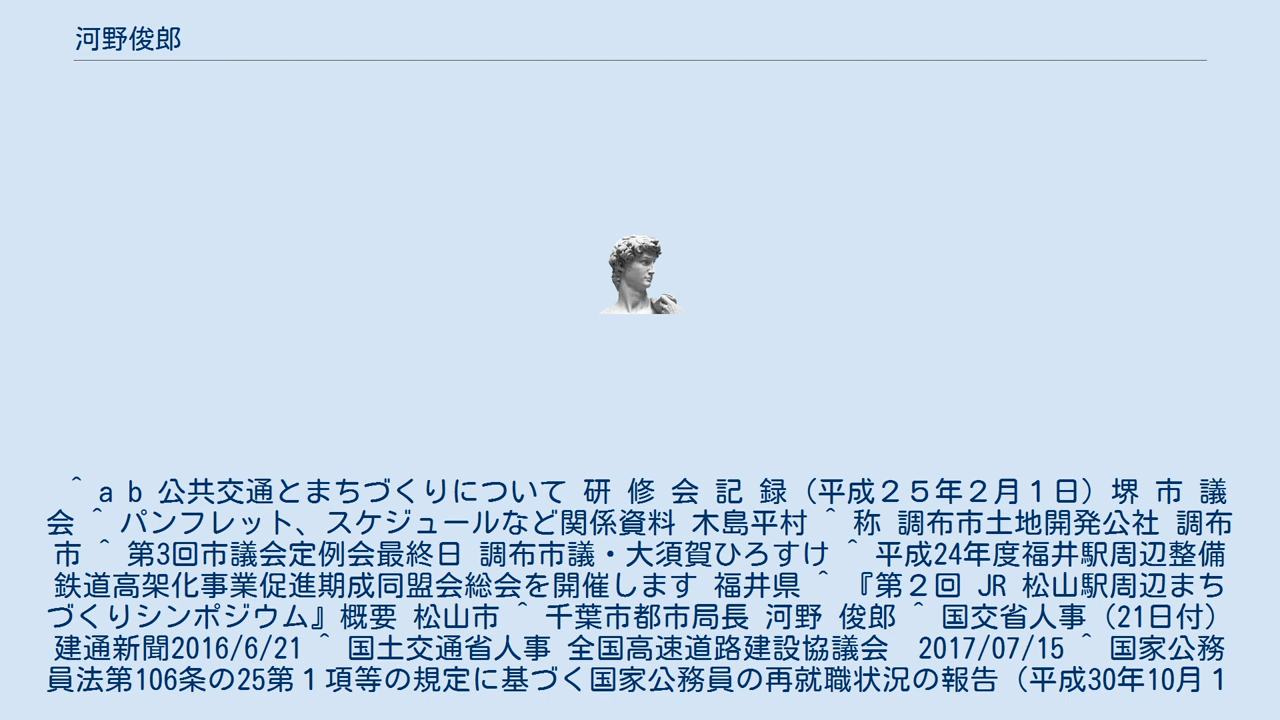 河野俊郎
^ a b 公共交通とまちづくりについて 研 修 会 記 録（平成２５年２月１日）堺 市 議
会 ^ パンフレット、スケジュールなど関係資料 木島平村 ^ 称 調布市土地開発公社 調布
市 ^ 第3回市議会定例会最終日 調布市議・大須賀ひろすけ ^ 平成24年度福井駅周辺整備
鉄道高架化事業促進期成同盟会総会を開催します 福井県 ^ 『第２回 JR 松山駅周辺まち
づくりシンポジウム』概要 松山市 ^ 千葉市都市局長 河野 俊郎 ^ 国交省人事（21日付）
建通新聞2016/6/21 ^ 国土交通省人事 全国高速道路建設協議会　2017/07/15 ^ 国家公務
員法第106条の25第１項等の規定に基づく国家公務員の再就職状況の報告（平成30年10月１